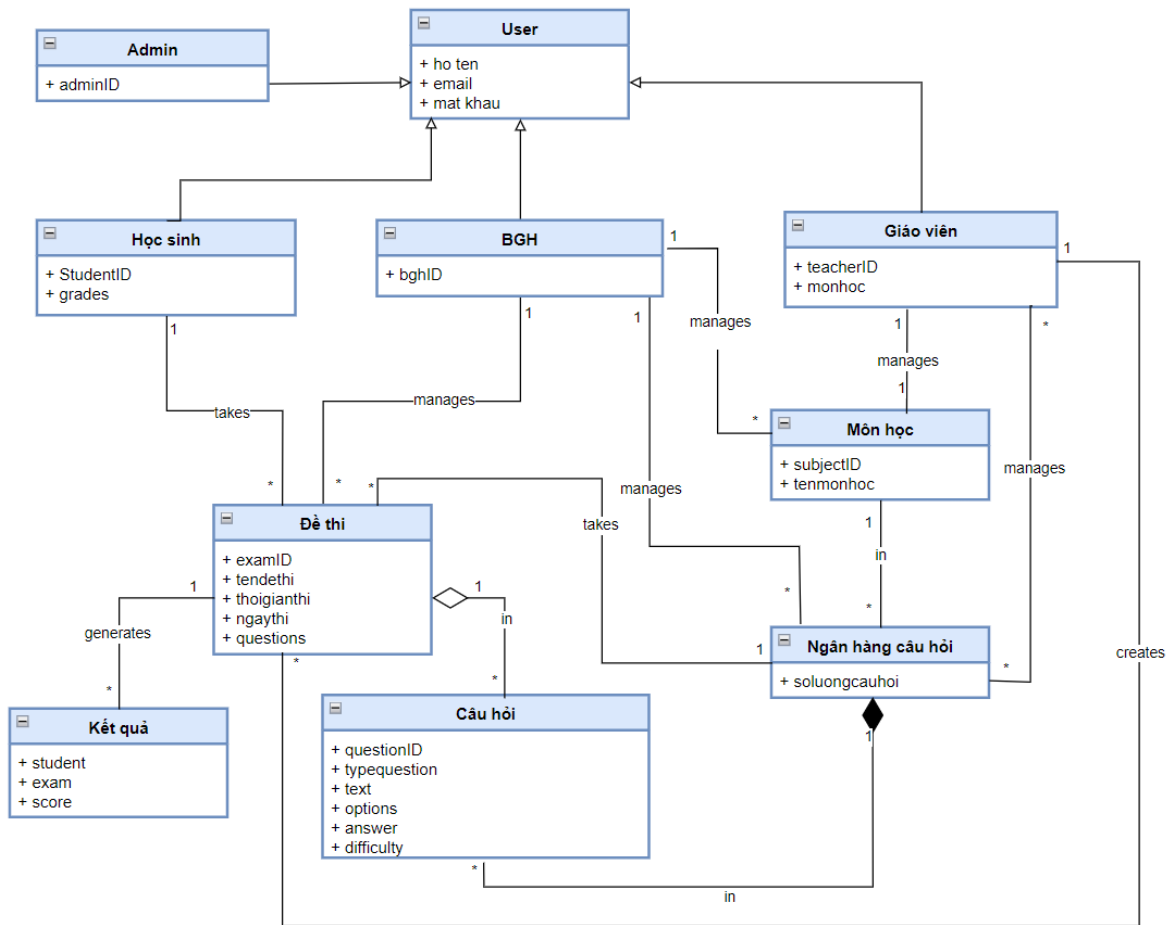 User
+ ho ten
+ email
+ mat khau
Admin
+ adminID
Học sinh
+ StudentID
+ grades
BGH
+ bghID
Giáo viên
+ teacherID
+ monhoc
1
1
1
1
1
1
*
manages
manages
1
takes
manages
*
Môn học
+ subjectID
+ tenmonhoc
manages
manages
*
*
*
takes
1
in
Đề thi
+ examID
+ tendethi
+ thoigianthi
+ ngaythi
+ questions
1
1
generates
in
*
*
*
1
Ngân hàng câu hỏi
+ soluongcauhoi
*
creates
*
*
Kết quả
+ student
+ exam
+ score
Câu hỏi
+ questionID
+ typequestion
+ text
+ options
+ answer
+ difficulty
1
*
in